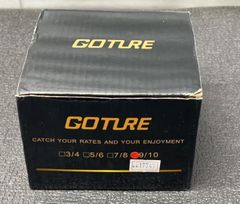 GOTURE
GOTURE
CATCH YOUR RATES AND YOUR ENJOYMENT
3/4 5/6 7/8 9/10